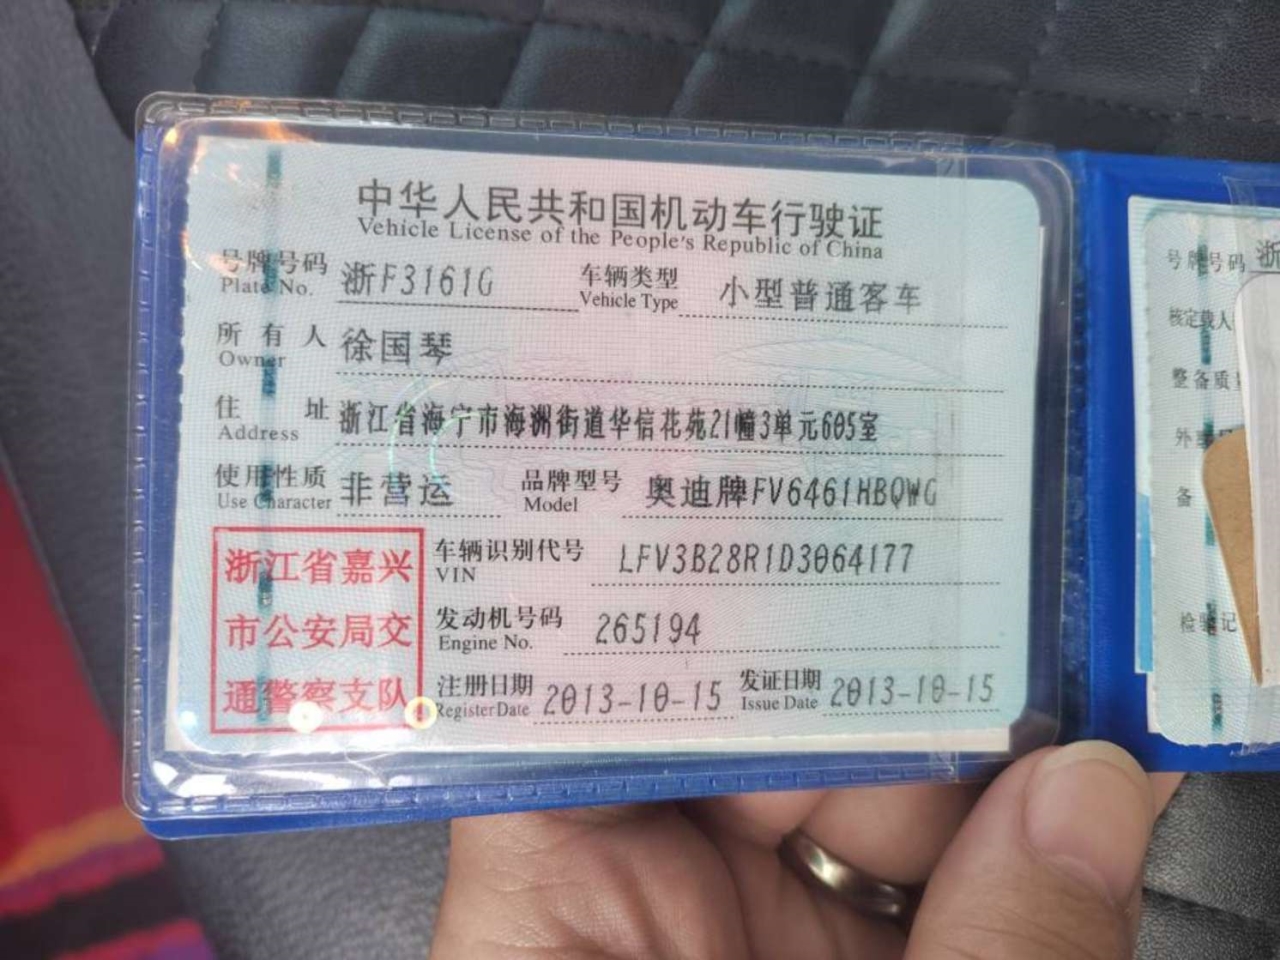 中华人民共和国机动车行驶证
Vehicle License of the People's Republic of China
号牌号码 浙F3161G 车辆类型 小型普通客车
Plate No. Vehicle Type
所有人 徐国琴
Owner
住址 浙江省海宁市海洲街道华信花苑21幢3单元605室
Address
使用性质 非营运 品牌型号 奥迪牌FV6461HBQWG
Use Character Model
浙江省嘉兴
市公安局交
通警察支队
车辆识别代号 LFV3B28R1D3064177
VIN
发动机号码 265194
Engine No.
注册日期 2013-10-15 发证日期 2013-10-15
Register Date Issue Date
号牌号码 浙
核定载人
整备质
外
备
检验记